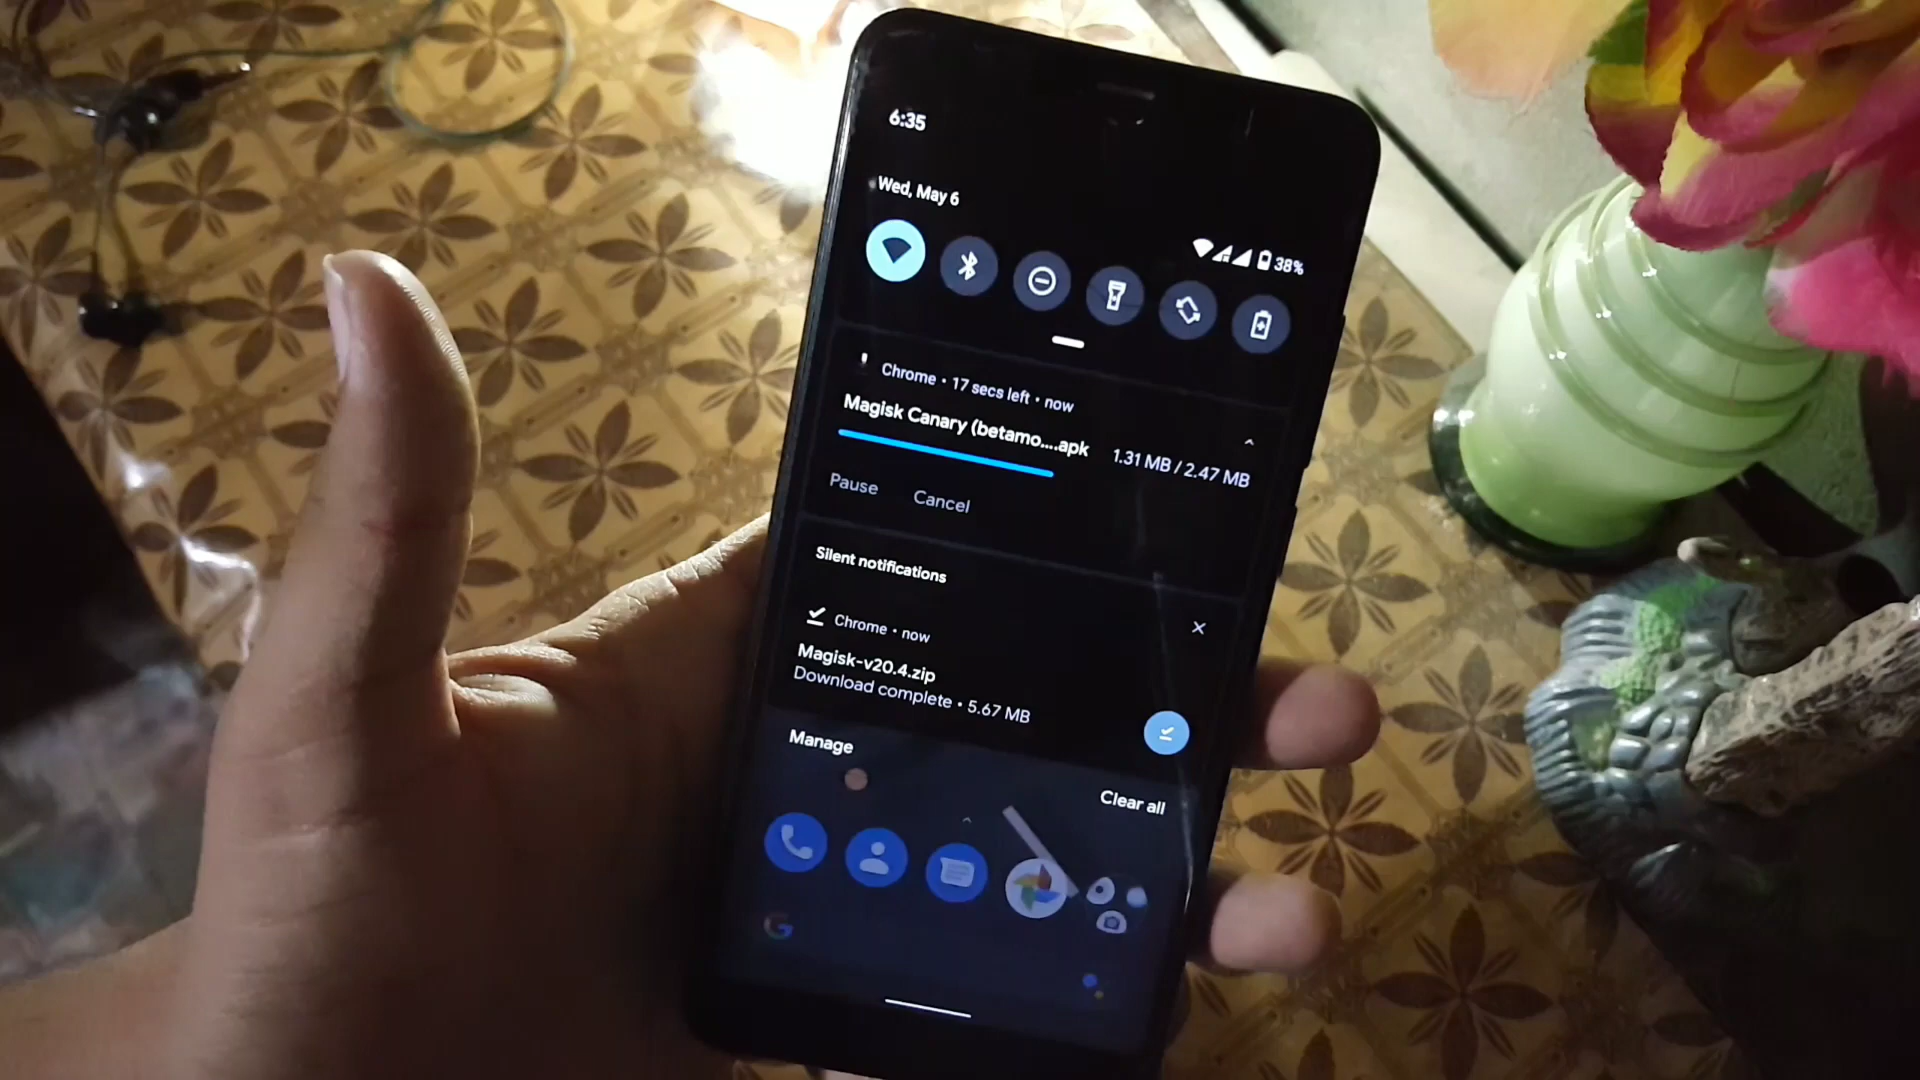 6:35
Wed, May 6
38%
Chrome • 17 secs left • now
Magisk Canary (betamo....apk
1.31 MB / 2.47 MB
Pause
Cancel
Silent notifications
Chrome • now
Magisk-v20.4.zip
Download complete • 5.67 MB
Manage
Clear all